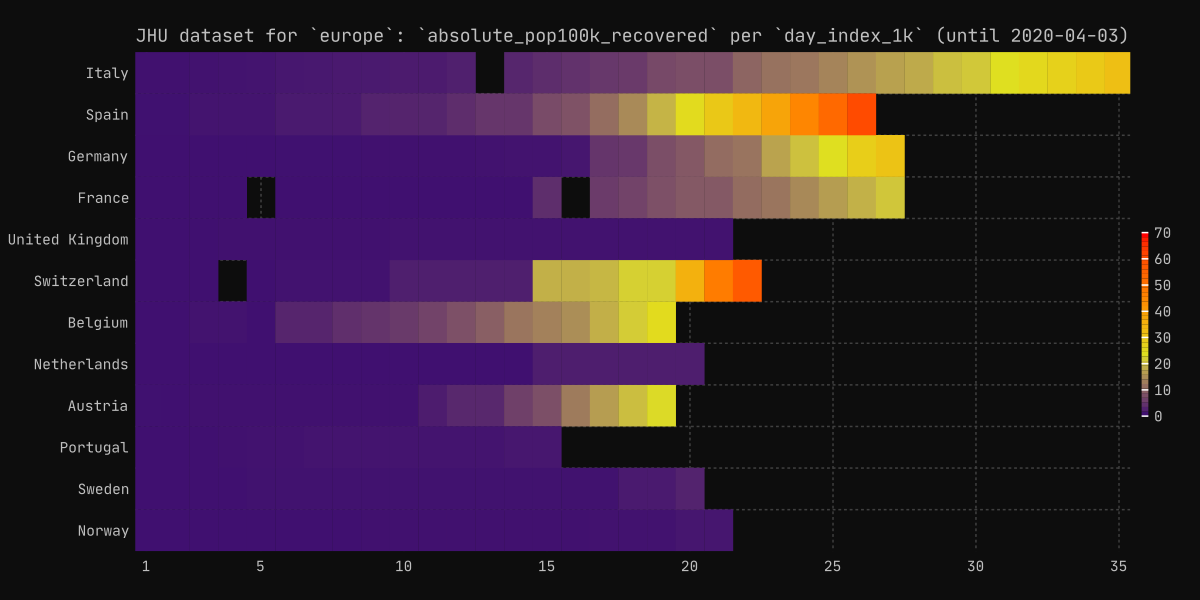 JHU dataset for `europe`: `absolute_pop100k_recovered` per `day_index_1k` (until 2020-04-03)
Italy
Spain
Germany
France
United Kingdom
Switzerland
Belgium
Netherlands
Austria
Portugal
Sweden
Norway
1 5 10 15 20 25 30 35
70
60
50
40
30
20
10
0